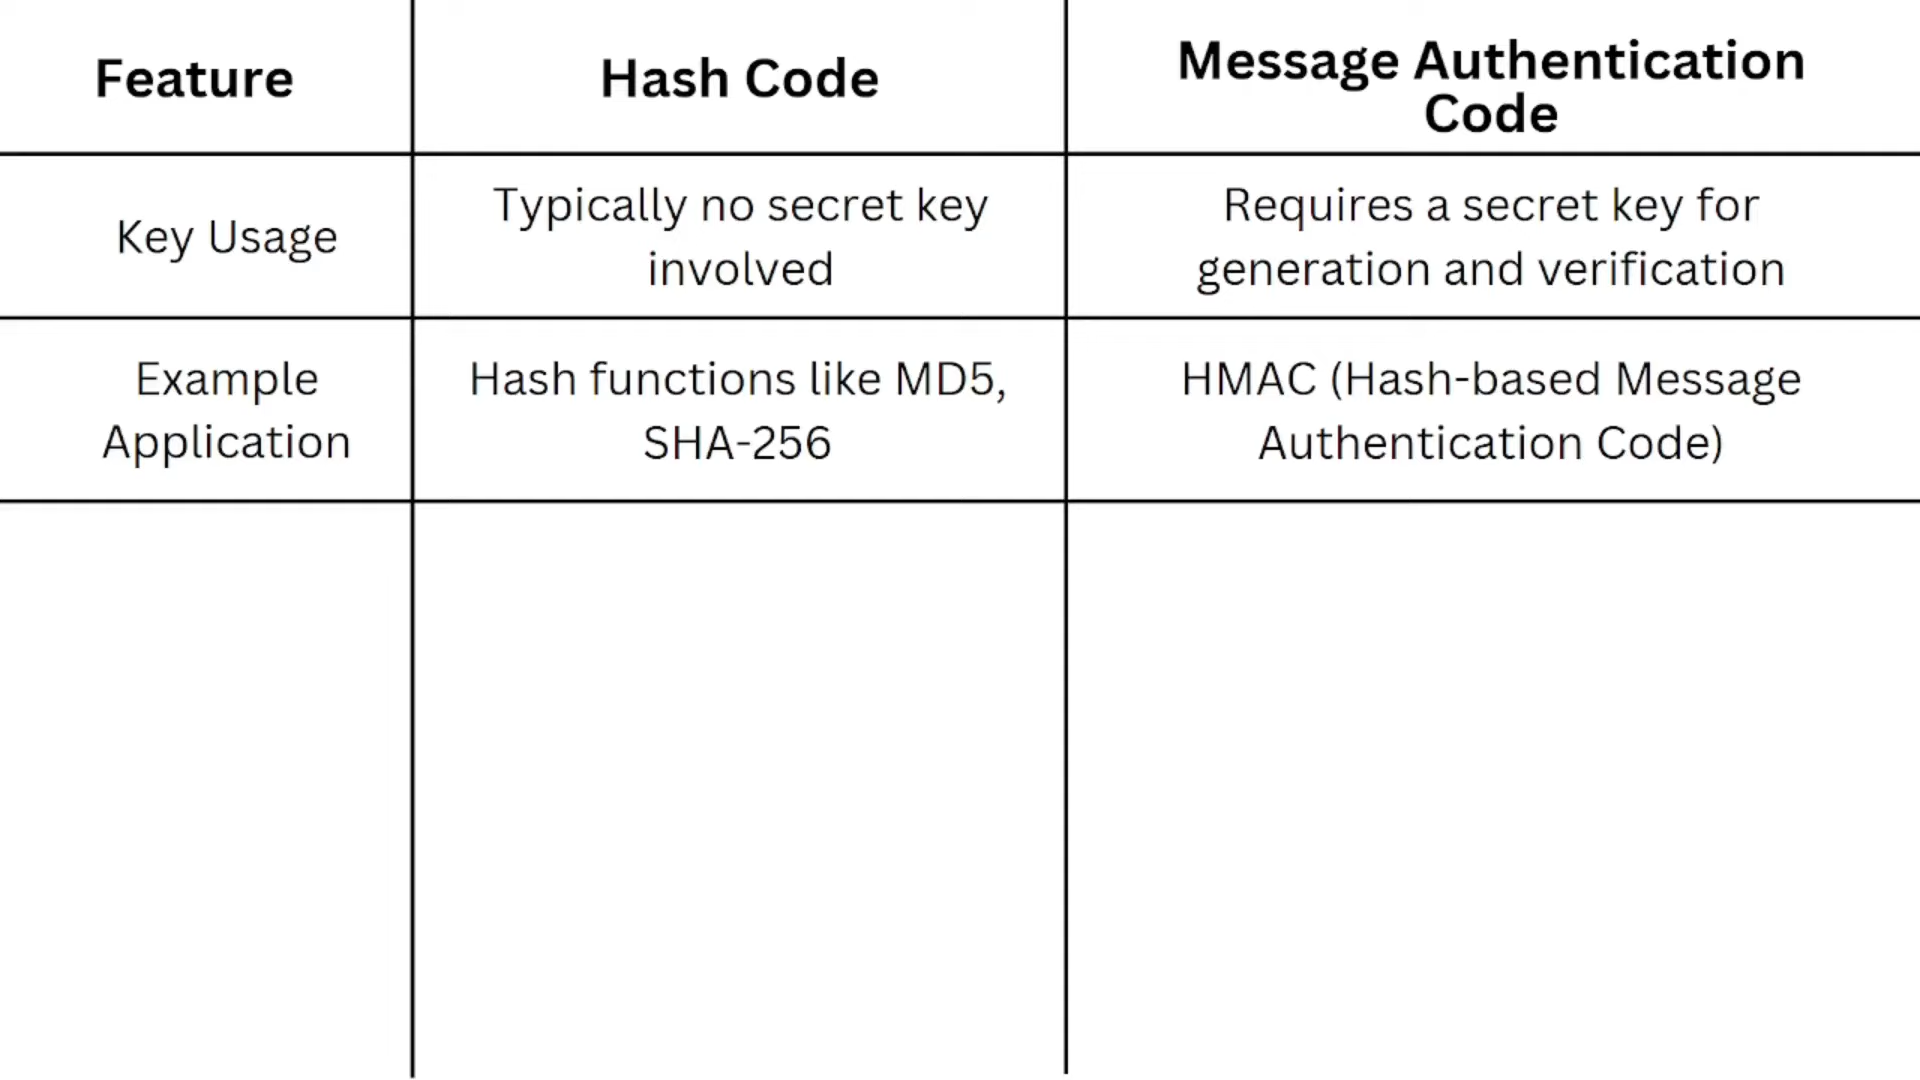 Feature
Hash Code
Message Authentication
Code
Key Usage
Typically no secret key
involved
Requires a secret key for
generation and verification
Example
Application
Hash functions like MD5,
SHA-256
HMAC (Hash-based Message
Authentication Code)